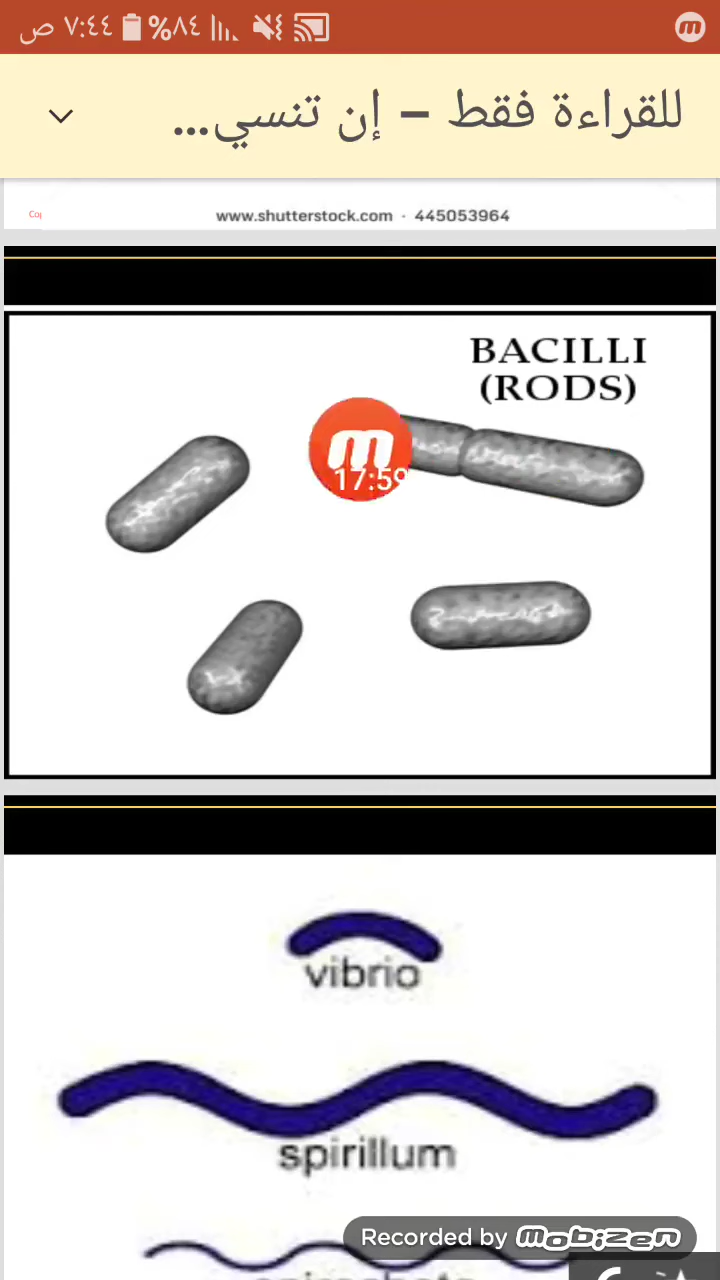 ٧:٤٤ ص
%٨٤
للقراءة فقط – إن تنسي...
www.shutterstock.com · 445053964
BACILLI
(RODS)
m
17:59
vibrio
spirillum
Recorded by mobizen